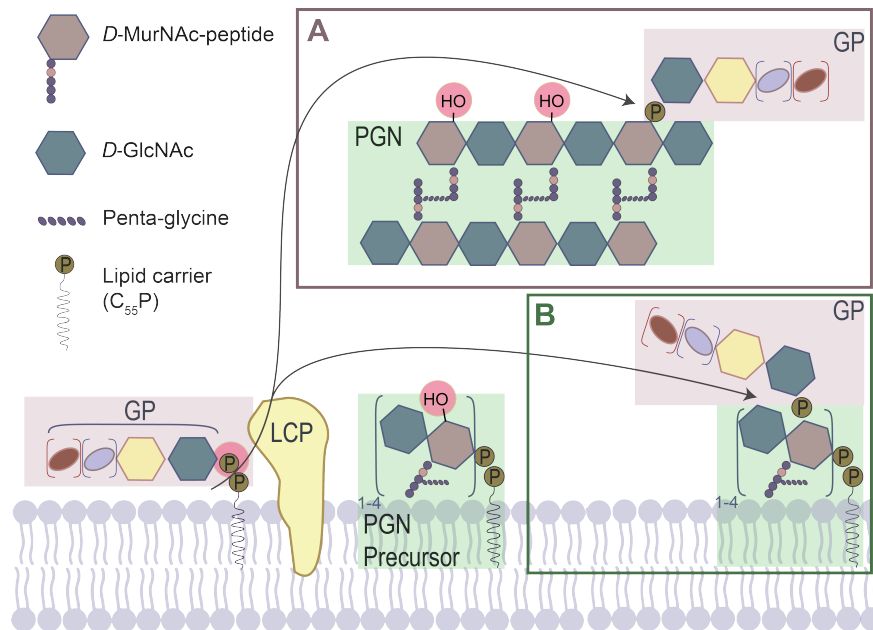 D-MurNAc-peptide
D-GlcNAc
Penta-glycine
P
Lipid carrier
(C₅₅P)
A
GP
HO
HO
P
PGN
B
GP
P
P
P
1-4
GP
P
P
LCP
HO
P
P
1-4
PGN
Precursor